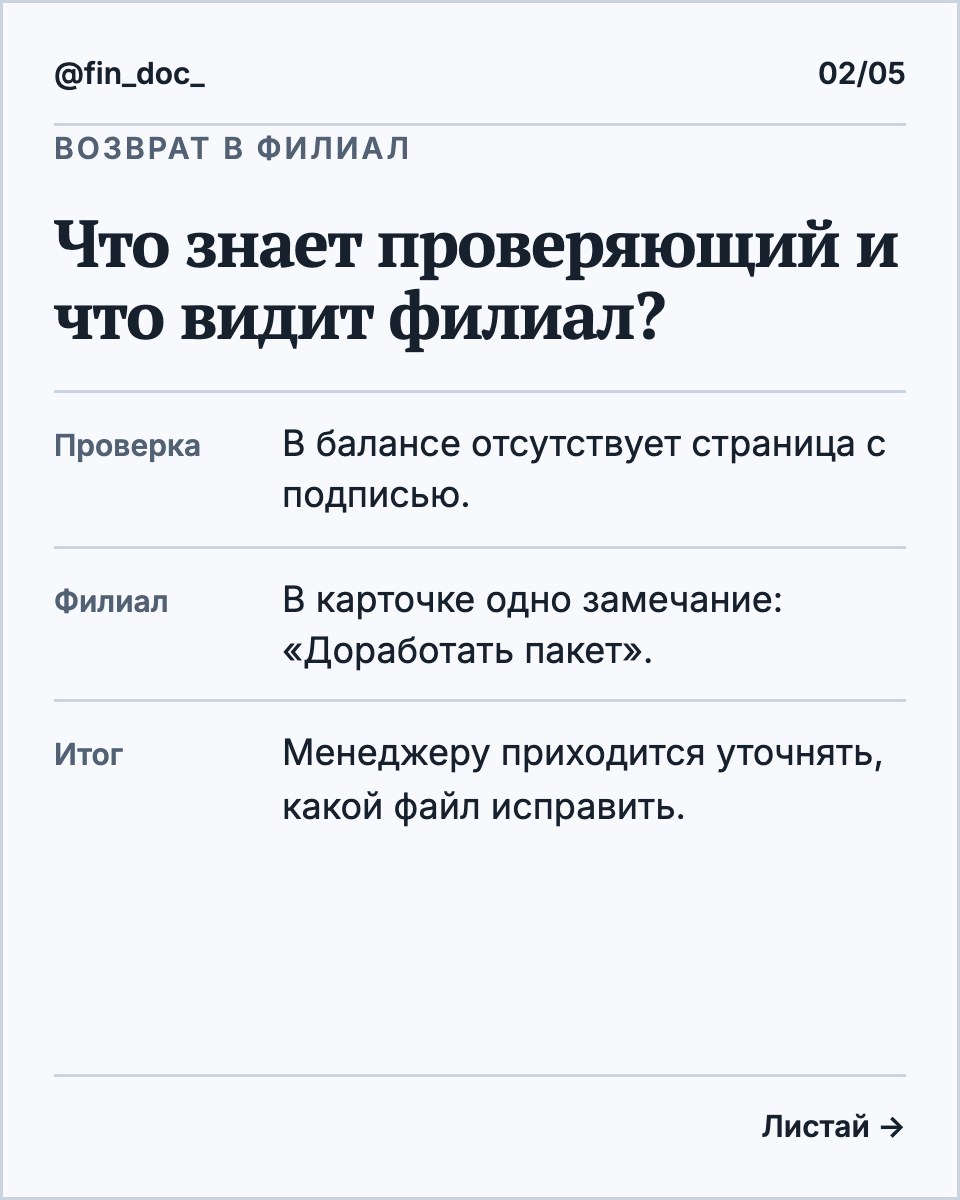 @fin_doc_ 02/05
ВОЗВРАТ В ФИЛИАЛ
Что знает проверяющий и
что видит филиал?
Проверка В балансе отсутствует страница с
подписью.
Филиал В карточке одно замечание:
«Доработать пакет».
Итог Менеджеру приходится уточнять,
какой файл исправить.
Листай →